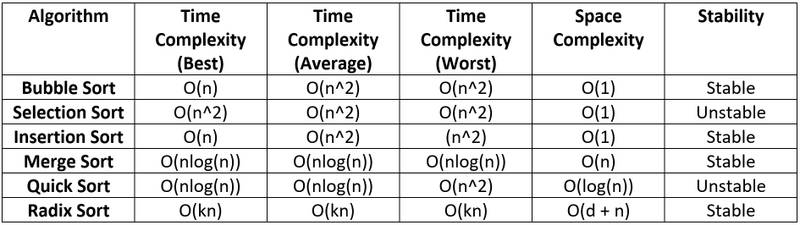 Algorithm Time Complexity (Best) Time Complexity (Average) Time Complexity (Worst) Space Complexity Stability
Bubble Sort O(n) O(n^2) O(n^2) O(1) Stable
Selection Sort O(n^2) O(n^2) O(n^2) O(1) Unstable
Insertion Sort O(n) O(n^2) (n^2) O(1) Stable
Merge Sort O(nlog(n)) O(nlog(n)) O(nlog(n)) O(n) Stable
Quick Sort O(nlog(n)) O(nlog(n)) O(n^2) O(log(n)) Unstable
Radix Sort O(kn) O(kn) O(kn) O(d + n) Stable